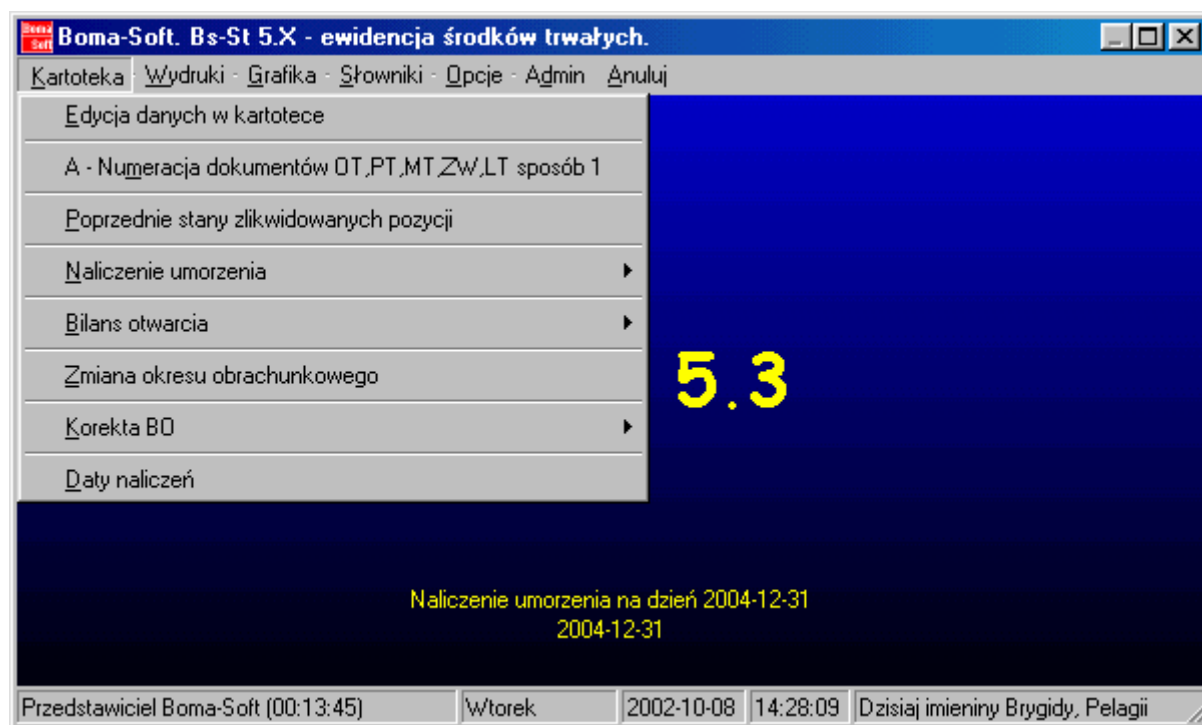 Boma Soft Boma-Soft. Bs-St 5.X - ewidencja środków trwałych.
Kartoteka - Wydruki - Grafika - Słowniki - Opcje - Admin Anuluj
Edycja danych w kartotece
A - Numeracja dokumentów OT,PT,MT,ZW,LT sposób 1
Poprzednie stany zlikwidowanych pozycji
Naliczenie umorzenia
Bilans otwarcia
Zmiana okresu obrachunkowego
5.3
Korekta BO
Daty naliczeń
Naliczenie umorzenia na dzień 2004-12-31
2004-12-31
Przedstawiciel Boma-Soft (00:13:45) Wtorek 2002-10-08 14:28:09 Dzisiaj imieniny Brygidy, Pelagii